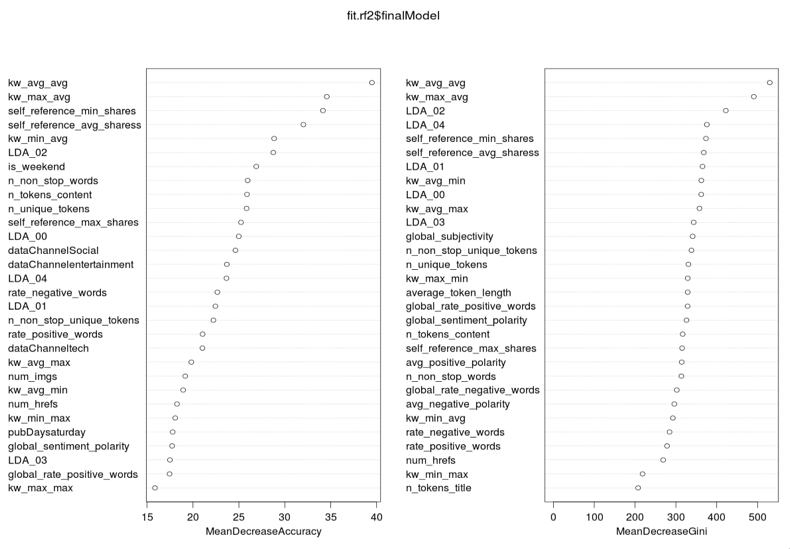 fit.rf2$finalModel
kw_avg_avg
kw_max_avg
self_reference_min_shares
self_reference_avg_sharess
kw_min_avg
LDA_02
is_weekend
n_non_stop_words
n_tokens_content
n_unique_tokens
self_reference_max_shares
LDA_00
dataChannelSocial
dataChannelentertainment
LDA_04
rate_negative_words
LDA_01
n_non_stop_unique_tokens
rate_positive_words
dataChanneltech
kw_avg_max
num_imgs
kw_avg_min
num_hrefs
kw_min_max
pubDaysaturday
global_sentiment_polarity
LDA_03
global_rate_positive_words
kw_max_max
15 20 25 30 35 40
MeanDecreaseAccuracy
kw_avg_avg
kw_max_avg
LDA_02
LDA_04
self_reference_min_shares
self_reference_avg_sharess
LDA_01
kw_avg_min
LDA_00
kw_avg_max
LDA_03
global_subjectivity
n_non_stop_unique_tokens
n_unique_tokens
kw_max_min
average_token_length
global_rate_positive_words
global_sentiment_polarity
n_tokens_content
self_reference_max_shares
avg_positive_polarity
n_non_stop_words
global_rate_negative_words
avg_negative_polarity
kw_min_avg
rate_negative_words
rate_positive_words
num_hrefs
kw_min_max
n_tokens_title
0 100 200 300 400 500
MeanDecreaseGini